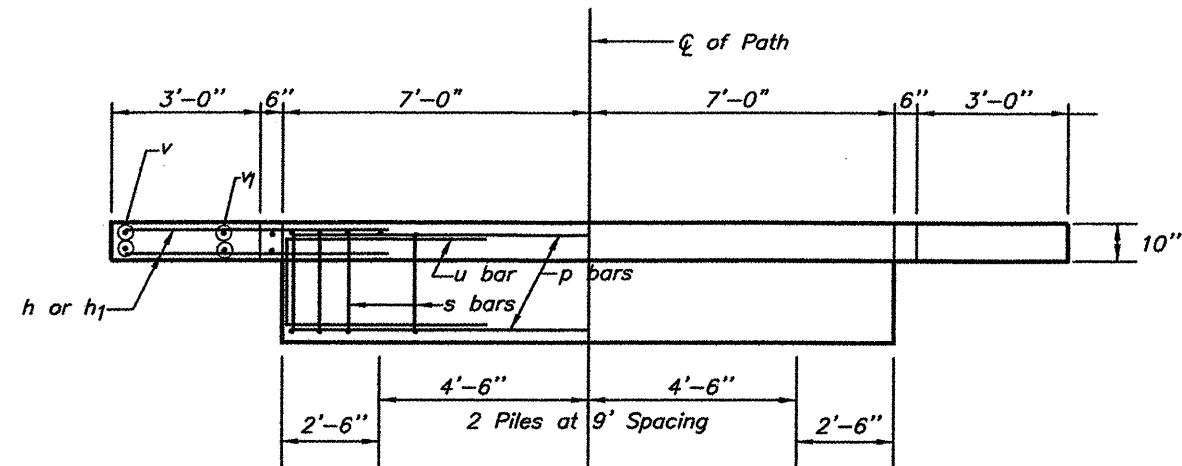 ℄ of Path
3'-0" 6" 7'-0" 7'-0" 6" 3'-0"
v
v1
10"
u bar
p bars
h or h1
s bars
4'-6" 4'-6"
2'-6" 2 Piles at 9' Spacing 2'-6"